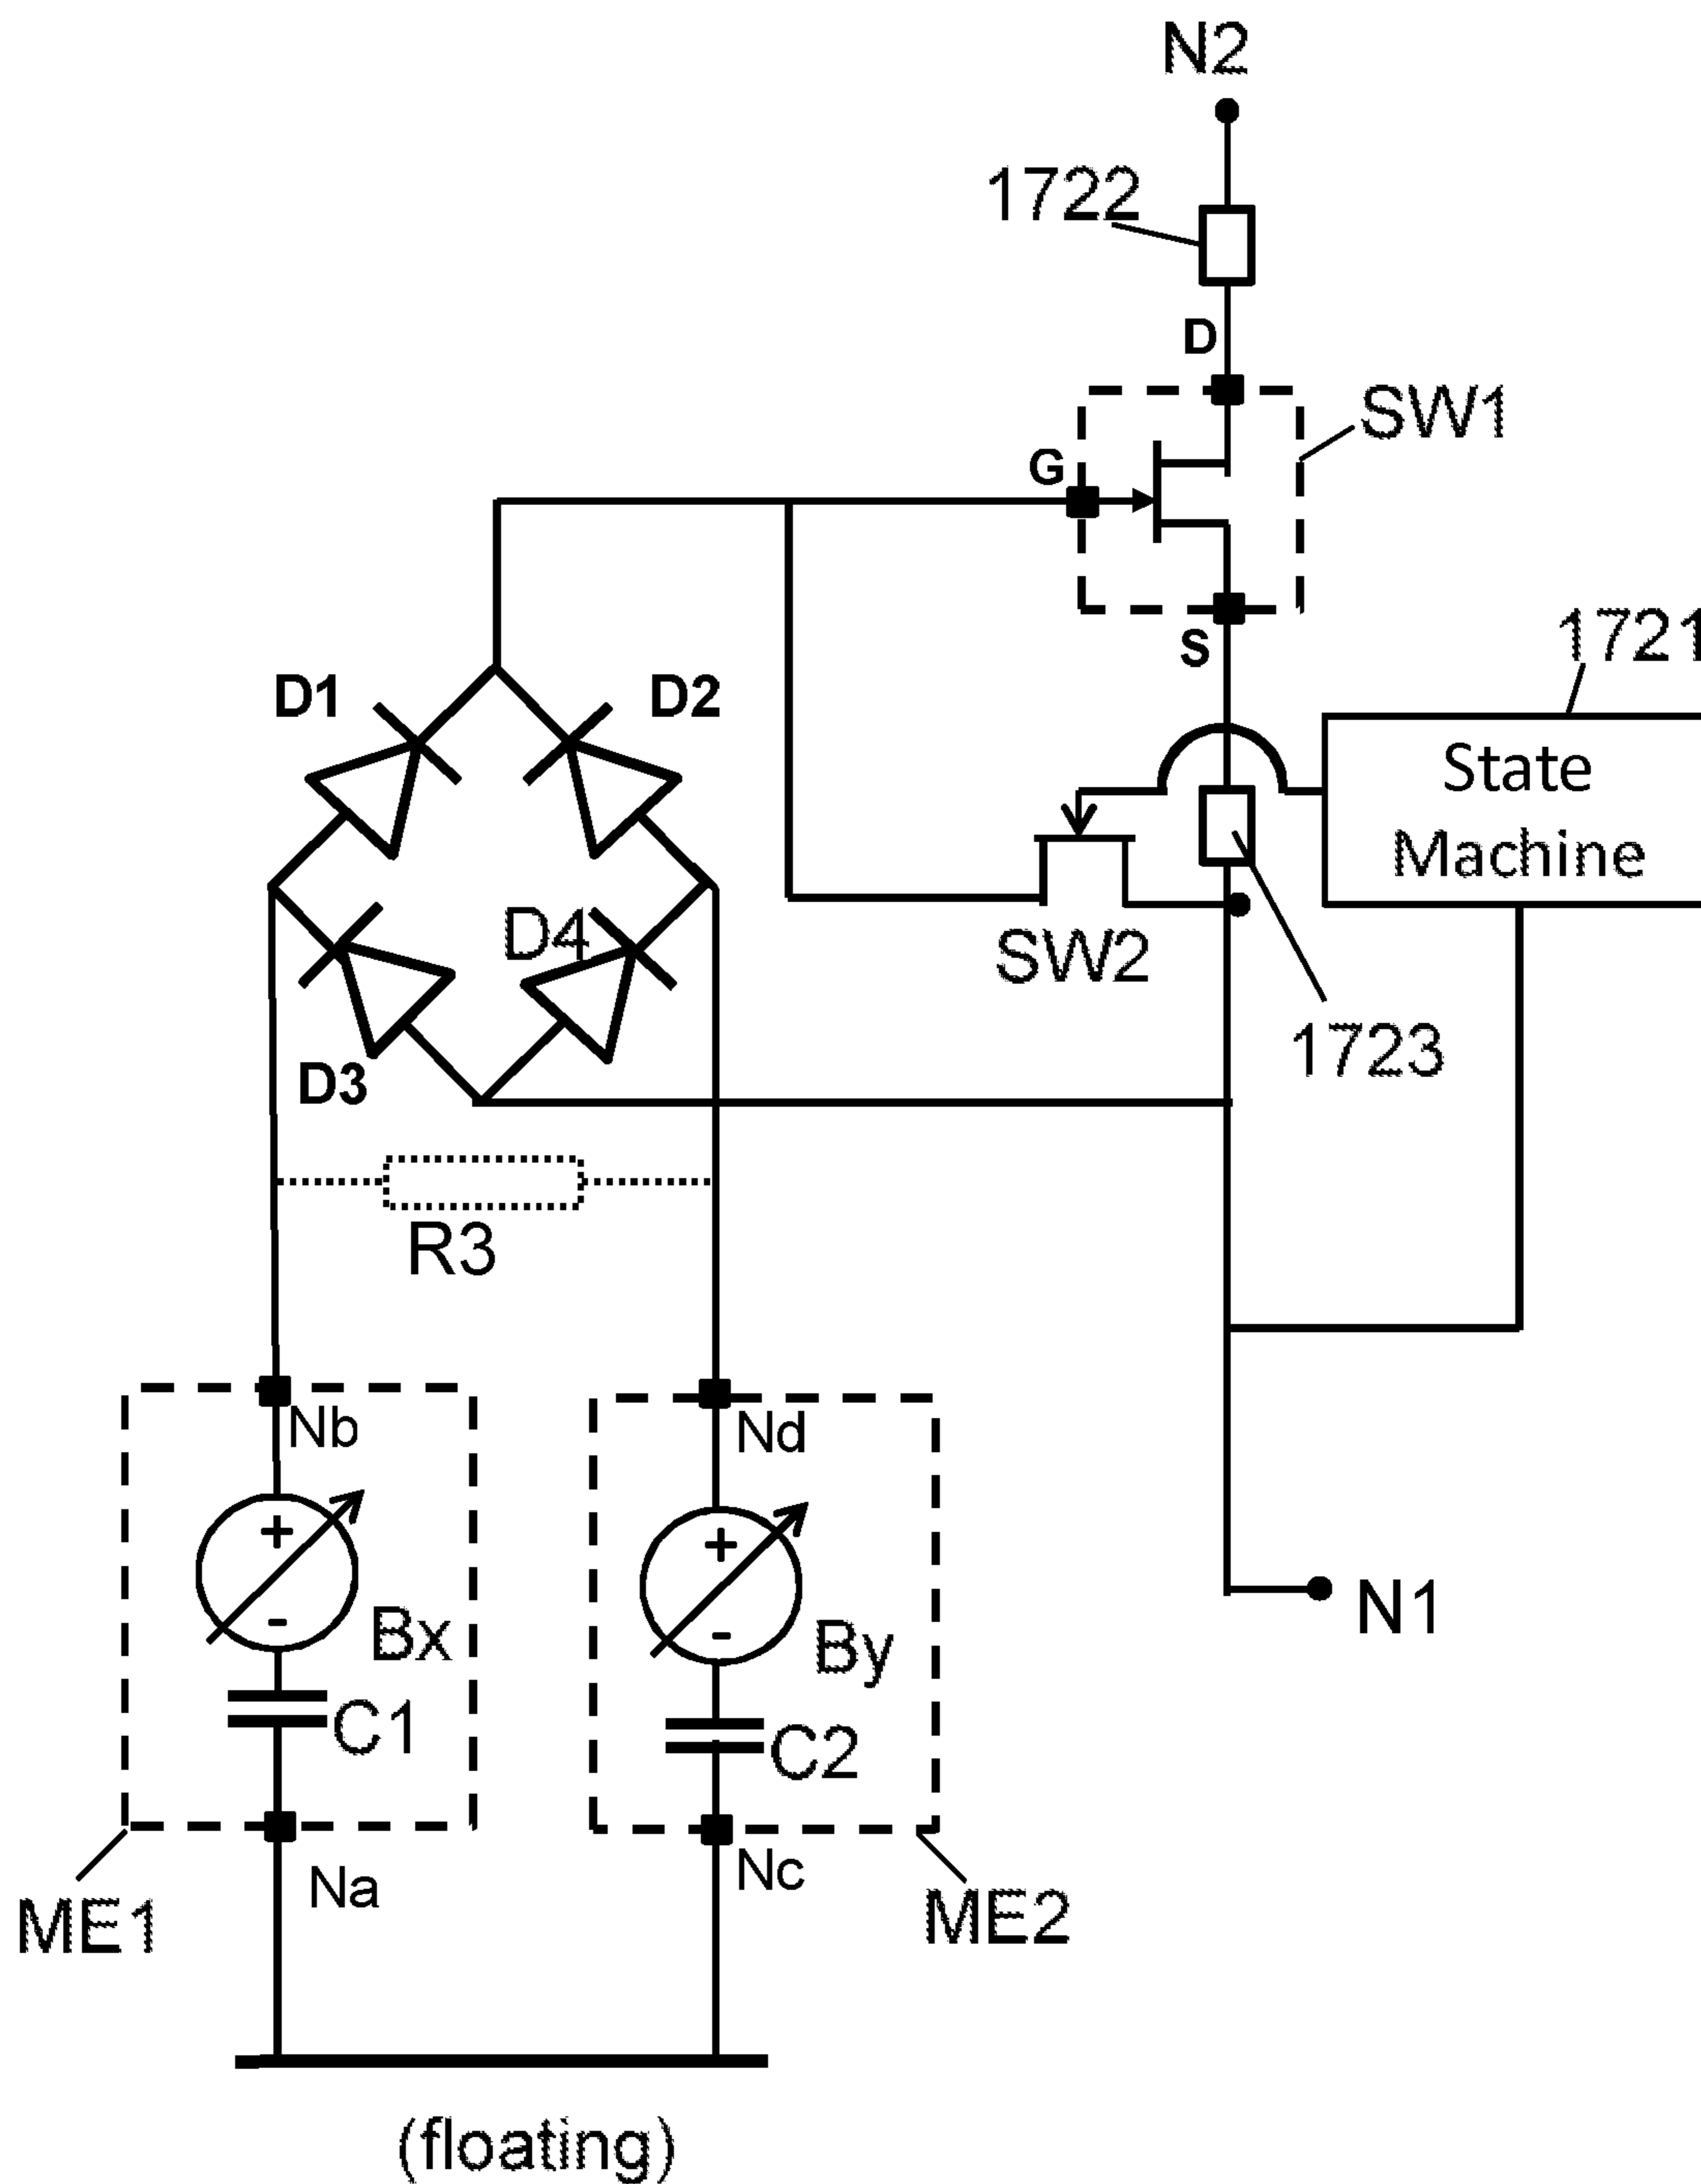 N2
1722
D
SW1
G
S
1721
D1
D2
State
Machine
D4
SW2
1723
D3
R3
Nb
Nd
+
+
N1
-
Bx
-
By
C1
C2
Na
Nc
ME1
ME2
(floating)